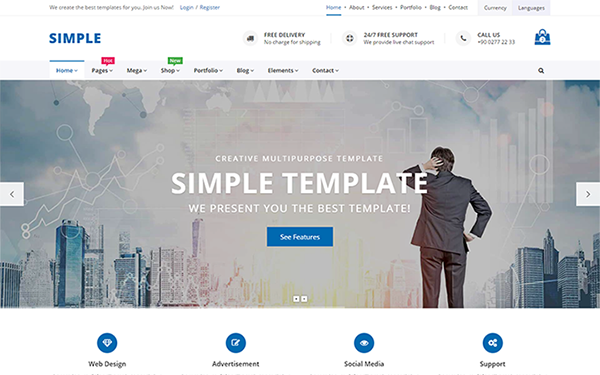 We create the best templates for you. Join us Now! Login / Register Home • About • Services • Portfolio • Blog • Contact Currency Languages
SIMPLE
FREE DELIVERY
No charge for shipping
24/7 FREE SUPPORT
We provide live chat support
CALL US
+90 0277 22 33
Hot New
Home Pages Mega Shop Portfolio Blog Elements Contact
CREATIVE MULTIPURPOSE TEMPLATE
SIMPLE TEMPLATE
WE PRESENT YOU THE BEST TEMPLATE!
See Features
Web Design Advertisement Social Media Support